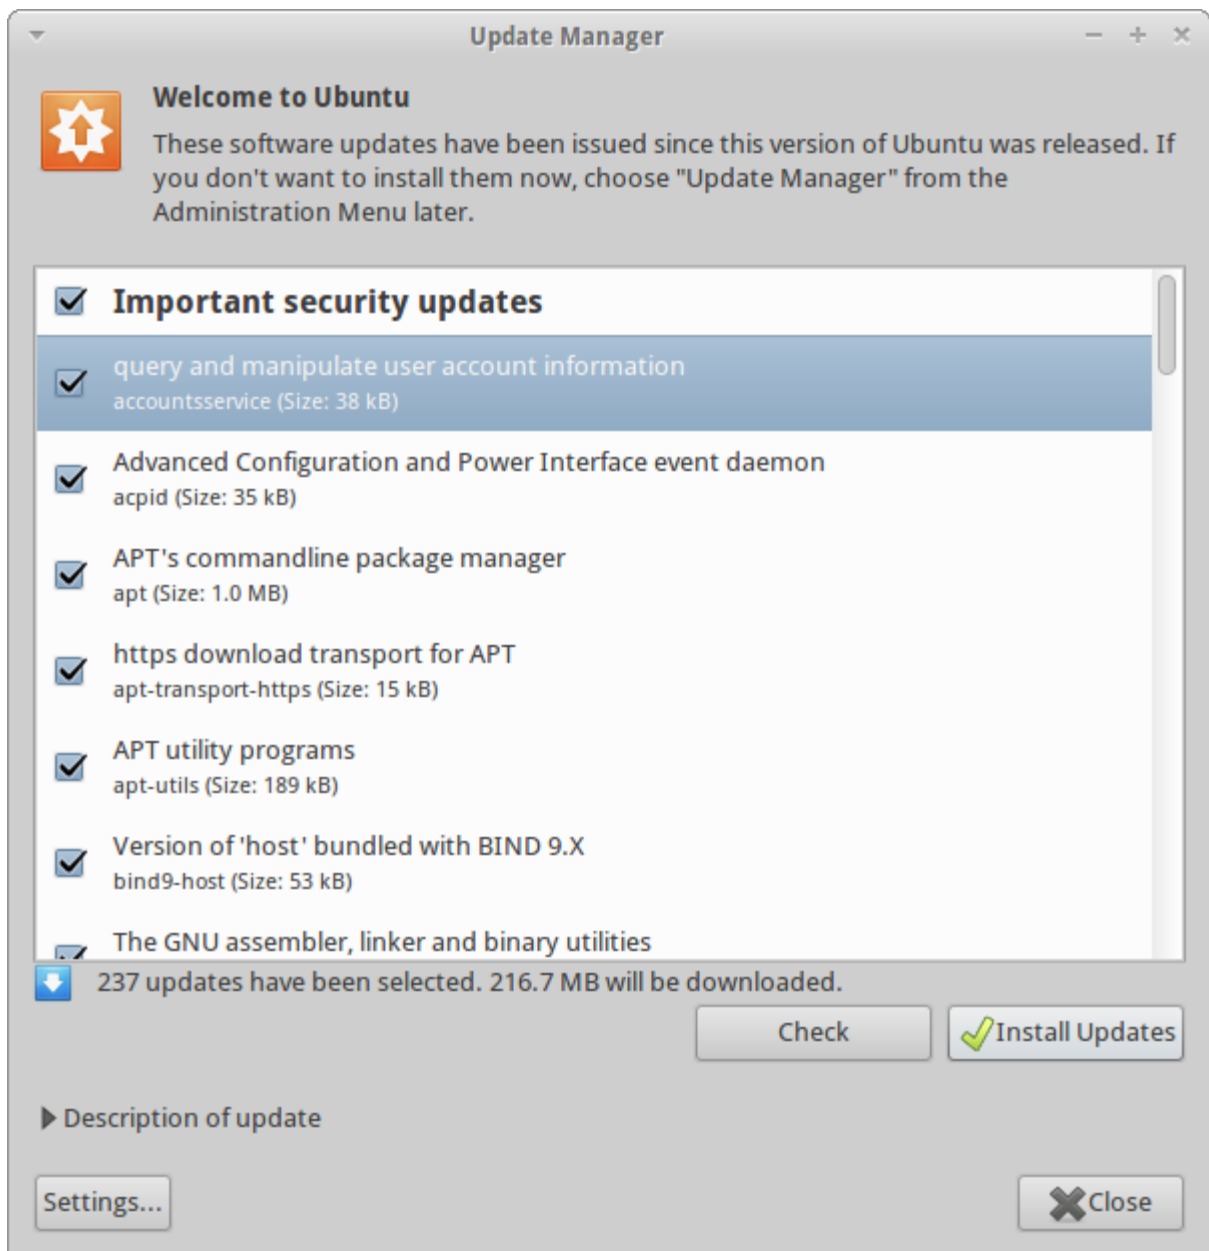 Update Manager
Welcome to Ubuntu
These software updates have been issued since this version of Ubuntu was released. If
you don't want to install them now, choose "Update Manager" from the
Administration Menu later.
Important security updates
query and manipulate user account information
accountsservice (Size: 38 kB)
Advanced Configuration and Power Interface event daemon
acpid (Size: 35 kB)
APT's commandline package manager
apt (Size: 1.0 MB)
https download transport for APT
apt-transport-https (Size: 15 kB)
APT utility programs
apt-utils (Size: 189 kB)
Version of 'host' bundled with BIND 9.X
bind9-host (Size: 53 kB)
The GNU assembler, linker and binary utilities
237 updates have been selected. 216.7 MB will be downloaded.
Check
Install Updates
Description of update
Settings...
Close